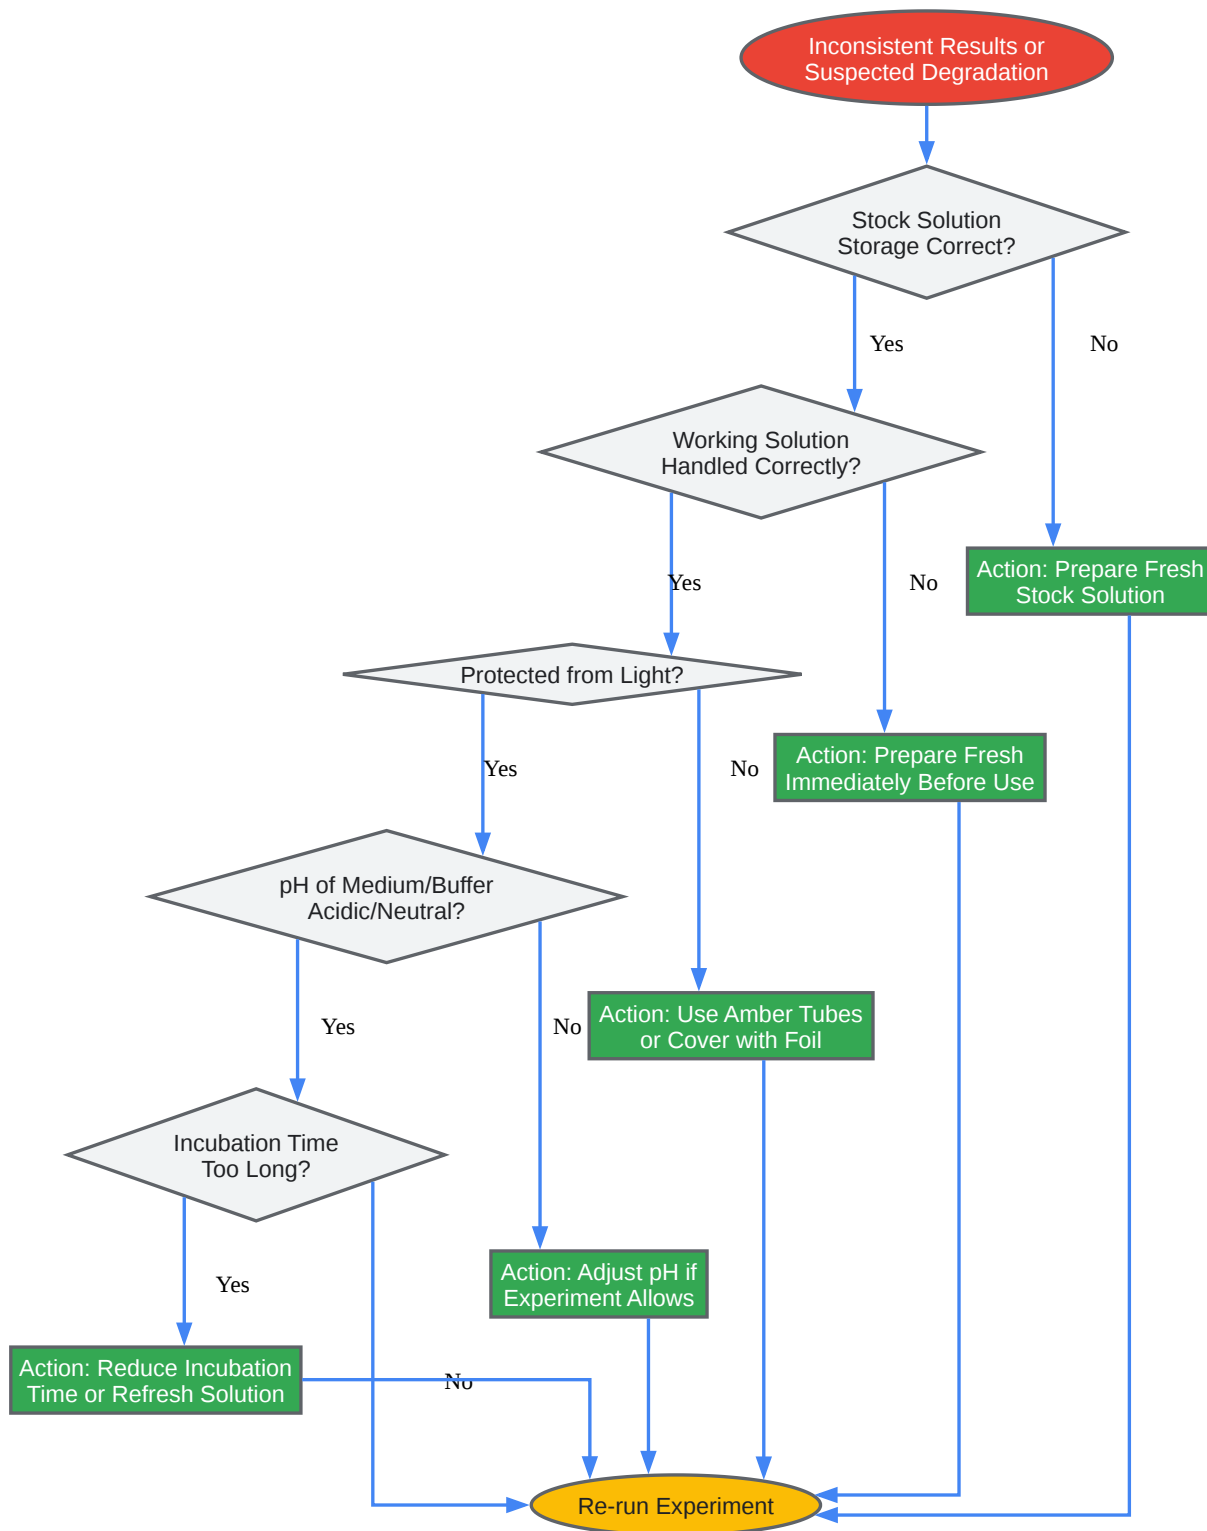 Inconsistent Results or
Suspected Degradation
Stock Solution
Storage Correct?
Yes
No
Working Solution
Handled Correctly?
Yes
No
Action: Prepare Fresh
Stock Solution
Protected from Light?
Yes
No
Action: Prepare Fresh
Immediately Before Use
pH of Medium/Buffer
Acidic/Neutral?
Yes
No
Action: Use Amber Tubes
or Cover with Foil
Incubation Time
Too Long?
Yes
Action: Adjust pH if
Experiment Allows
Action: Reduce Incubation
Time or Refresh Solution
No
Re-run Experiment